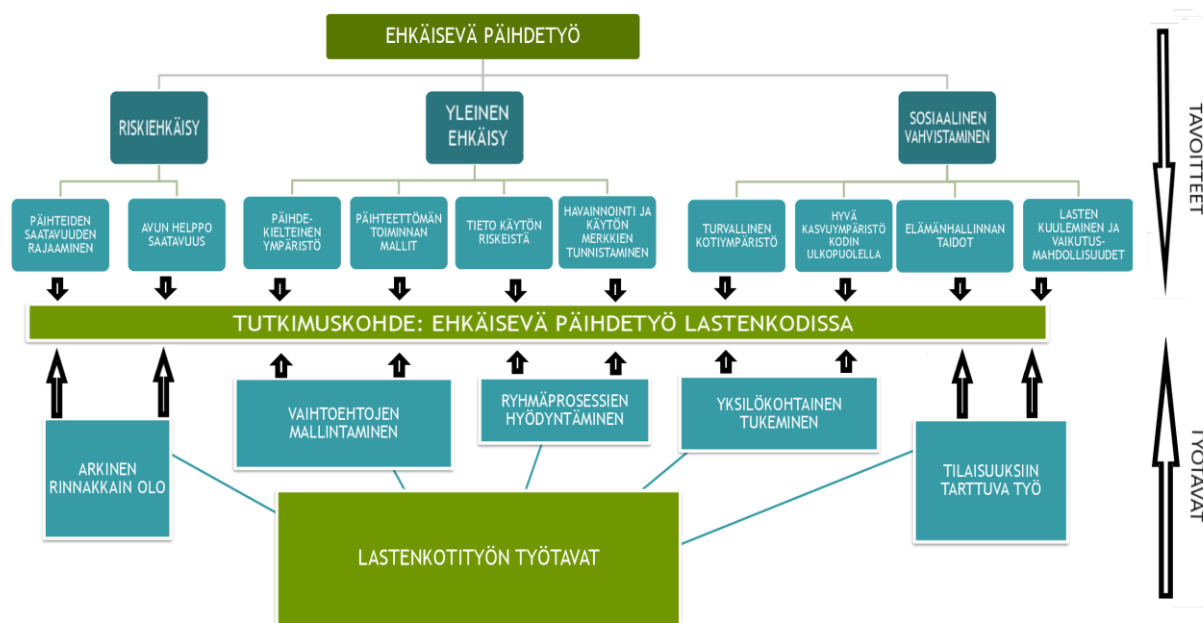 EHKÄISEVÄ PÄIHDETYÖ
RISKIEHKÄISY
YLEINEN
EHKÄISY
SOSIAALINEN
VAHVISTAMINEN
PÄIHTEIDEN
SAATAVUUDEN
RAJAAMINEN
AVUN HELPPO
SAATAVUUS
PÄIHDE-
KIELTEINEN
YMPÄRISTÖ
PÄIHTEETTÖMÄN
TOIMINNAN
MALLIT
TIETO KÄYTÖN
RISKEISTÄ
HAVAINNOINTI JA
KÄYTÖN
MERKKIEN
TUNNISTAMINEN
TURVALLINEN
KOTIYMPÄRISTÖ
HYVÄ
KASVUYMPÄRISTÖ
KODIN
ULKOPUOLELLA
ELÄMÄNHALLINNAN
TAIDOT
LASTEN
KUULEMINEN JA
VAIKUTUS-
MAHDOLLISUUDET
TAVOITTEET
TUTKIMUSKOHDE: EHKÄISEVÄ PÄIHDETYÖ LASTENKODISSA
ARKINEN
RINNAKKAIN OLO
VAIHTOEHTOJEN
MALLINTAMINEN
RYHMÄPROSESSIEN
HYÖDYNTÄMINEN
YKSILÖKOHTAINEN
TUKEMINEN
TILAISUUKSIIN
TARTTUVA TYÖ
TYÖTAVAT
LASTENKOTITYÖN TYÖTAVAT